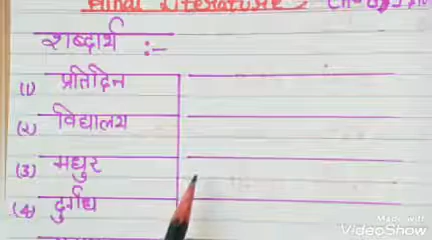 Hindi Literature
शब्दार्थ :-
(1) प्रतिदिन
(2) विद्यालय
(3) मधुर
(4) दुर्गंध
Made with
VideoShow